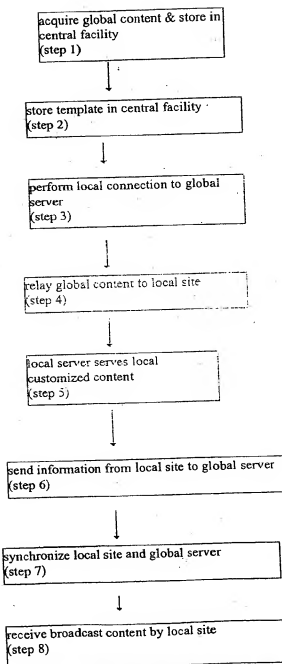 acquire global content & store in
central facility
(step 1)
store template in central facility
(step 2)
perform local connection to global
server
(step 3)
relay global content to local site
(step 4)
local server serves local
customized content
(step 5)
send information from local site to global server
(step 6)
synchronize local site and global server
(step 7)
receive broadcast content by local site
(step 8)